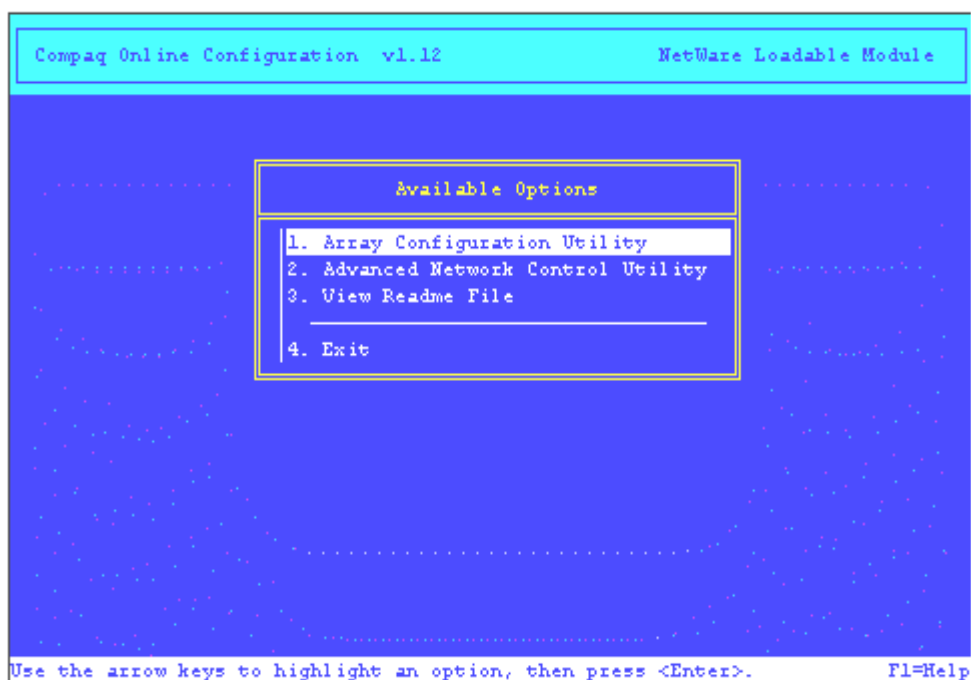 Compaq Online Configuration v1.12 NetWare Loadable Module
Available Options
1. Array Configuration Utility
2. Advanced Network Control Utility
3. View Readme File
4. Exit
Use the arrow keys to highlight an option, then press <Enter>. F1=Help